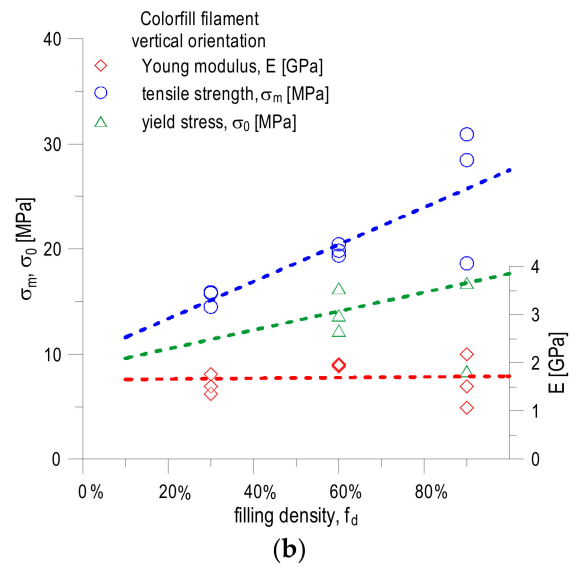 Colorfill filament
vertical orientation
Young modulus, E [GPa]
tensile strength, σm [MPa]
yield stress, σ0 [MPa]
40
30
20
10
0
σm, σ0 [MPa]
4
3
2
1
0
E [GPa]
0% 20% 40% 60% 80%
filling density, fd
(b)